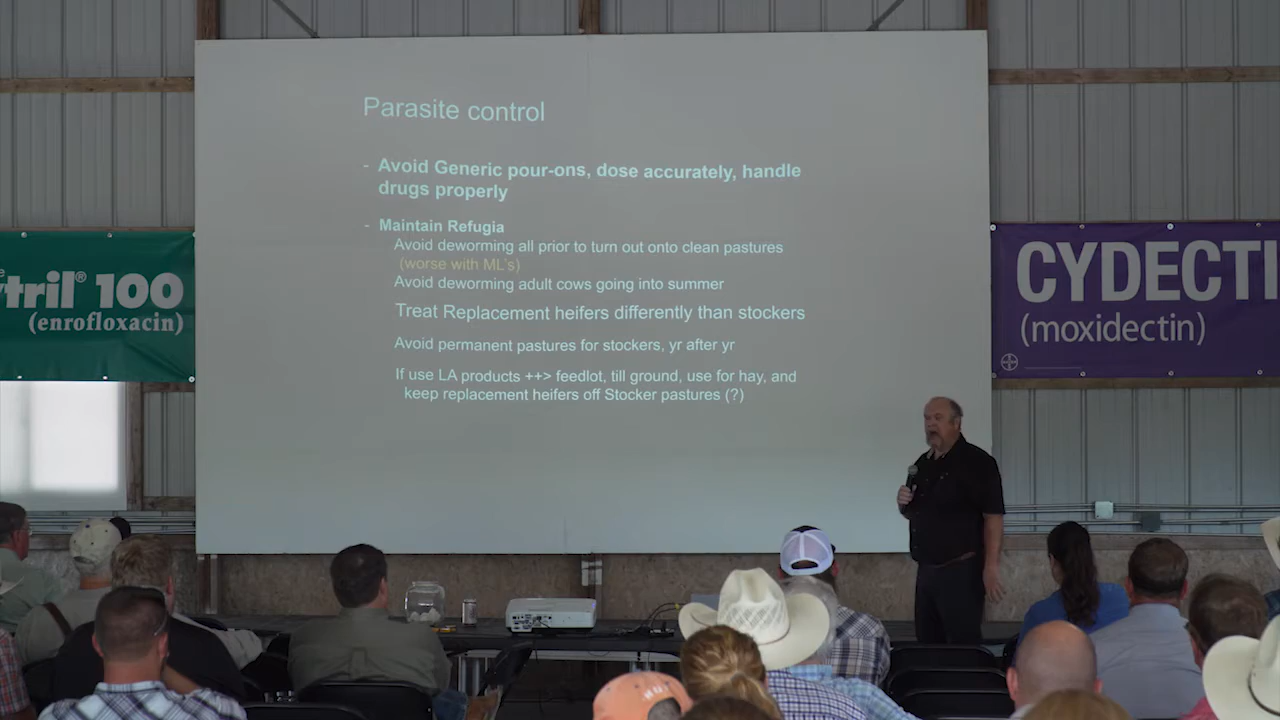 Parasite control
- Avoid Generic pour-ons, dose accurately, handle
drugs properly
- Maintain Refugia
Avoid deworming all prior to turn out onto clean pastures
(worse with ML's)
Avoid deworming adult cows going into summer
Treat Replacement heifers differently than stockers
Avoid permanent pastures for stockers, yr after yr
If use LA products ++> feedlot, till ground, use for hay, and
keep replacement heifers off Stocker pastures (?)
tril® 100
(enrofloxacin)
CYDECTI
(moxidectin)
BAYER